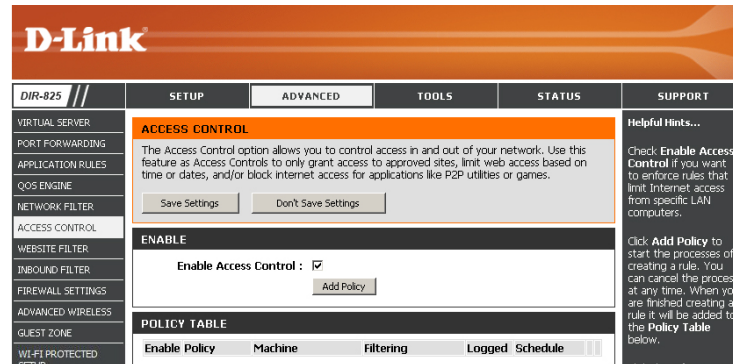 D-Link
DIR-825
SETUP
ADVANCED
TOOLS
STATUS
SUPPORT
VIRTUAL SERVER
PORT FORWARDING
APPLICATION RULES
QOS ENGINE
NETWORK FILTER
ACCESS CONTROL
WEBSITE FILTER
INBOUND FILTER
FIREWALL SETTINGS
ADVANCED WIRELESS
GUEST ZONE
WI-FI PROTECTED
SETUP
ACCESS CONTROL
The Access Control option allows you to control access in and out of your network. Use this
feature as Access Controls to only grant access to approved sites, limit web access based on
time or dates, and/or block internet access for applications like P2P utilities or games.
Save Settings
Don't Save Settings
ENABLE
Enable Access Control :
Add Policy
POLICY TABLE
Enable Policy Machine Filtering Logged Schedule
Helpful Hints...
Check Enable Access
Control if you want
to enforce rules that
limit Internet access
from specific LAN
computers.
Click Add Policy to
start the processes of
creating a rule. You
can cancel the proces
at any time. When yo
are finished creating a
rule it will be added to
the Policy Table
below.